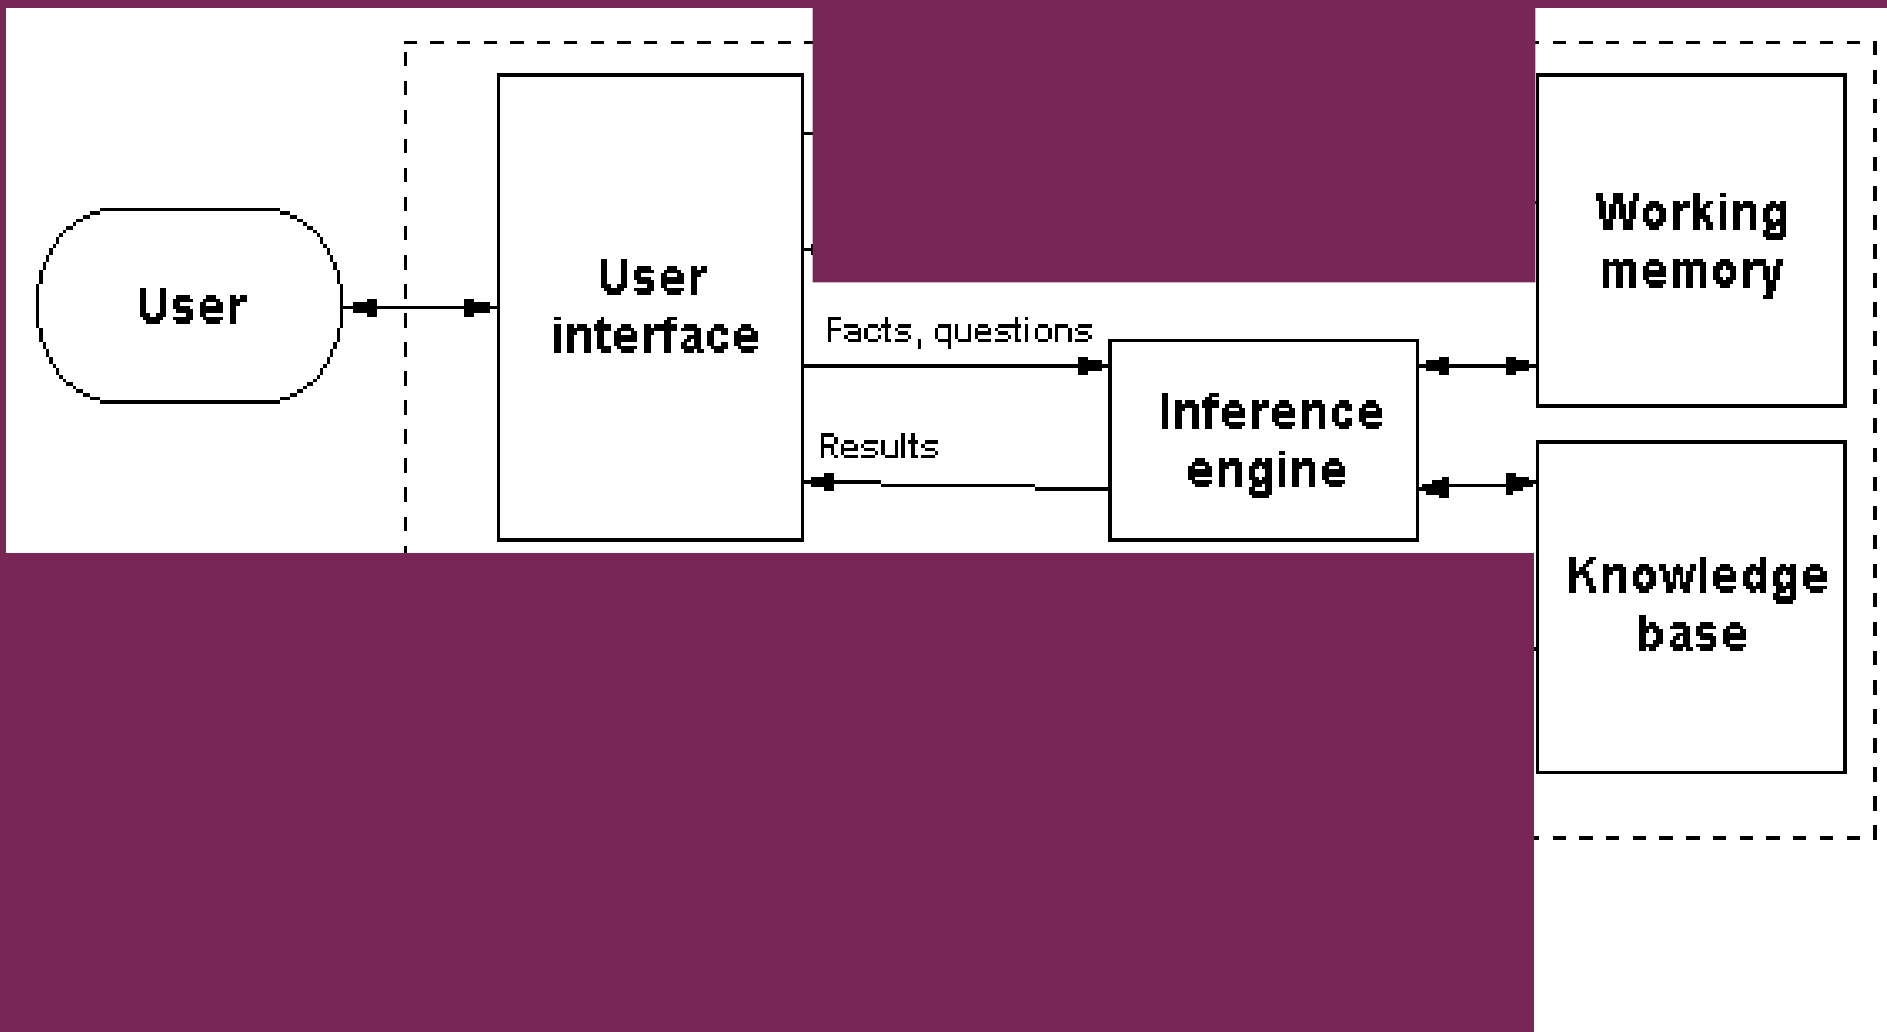 User
User
interface
Facts, questions
Results
Inference
engine
Working
memory
Knowledge
base